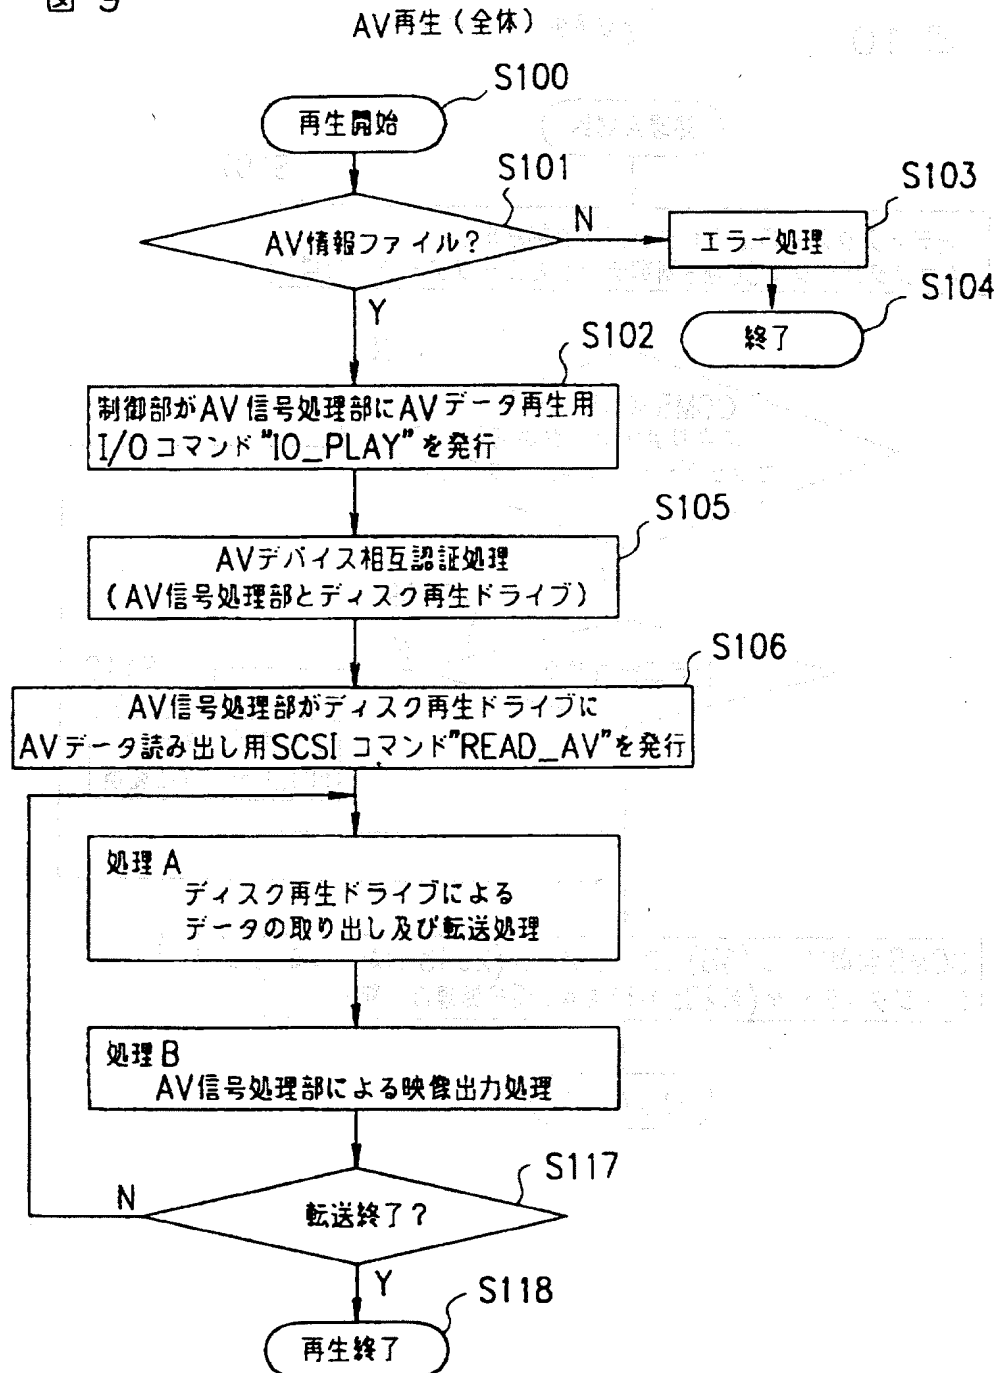 図 9
AV再生（全体）
S100
再生開始
S101
AV情報ファイル？
N
S103
エラー処理
S104
終了
Y
S102
制御部がAV信号処理部にAVデータ再生用
I/Oコマンド"IO_PLAY"を発行
S105
AVデバイス相互認証処理
（AV信号処理部とディスク再生ドライブ）
S106
AV信号処理部がディスク再生ドライブに
AVデータ読み出し用SCSIコマンド"READ_AV"を発行
処理A
ディスク再生ドライブによる
データの取り出し及び転送処理
処理B
AV信号処理部による映像出力処理
S117
転送終了？
N
Y
S118
再生終了